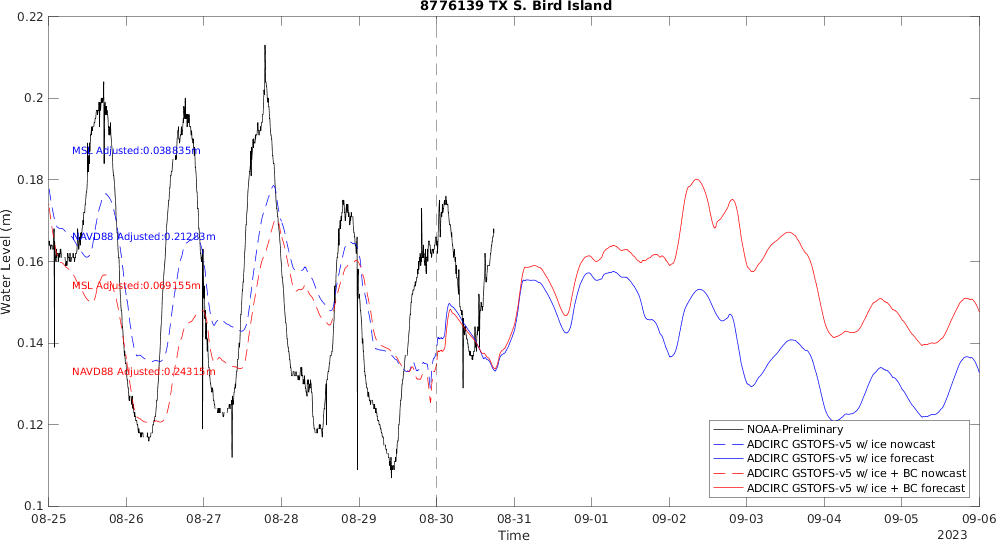 8776139 TX S. Bird Island
Water Level (m)
0.22
0.2
0.18
0.16
0.14
0.12
0.1
MSL Adjusted:0.038835m
NAVD88 Adjusted:0.21283m
MSL Adjusted:0.069155m
NAVD88 Adjusted:0.24315m
NOAA-Preliminary
ADCIRC GSTOFS-v5 w/ ice nowcast
ADCIRC GSTOFS-v5 w/ ice forecast
ADCIRC GSTOFS-v5 w/ ice + BC nowcast
ADCIRC GSTOFS-v5 w/ ice + BC forecast
08-25 08-26 08-27 08-28 08-29 08-30 08-31 09-01 09-02 09-03 09-04 09-05 09-06
Time
2023